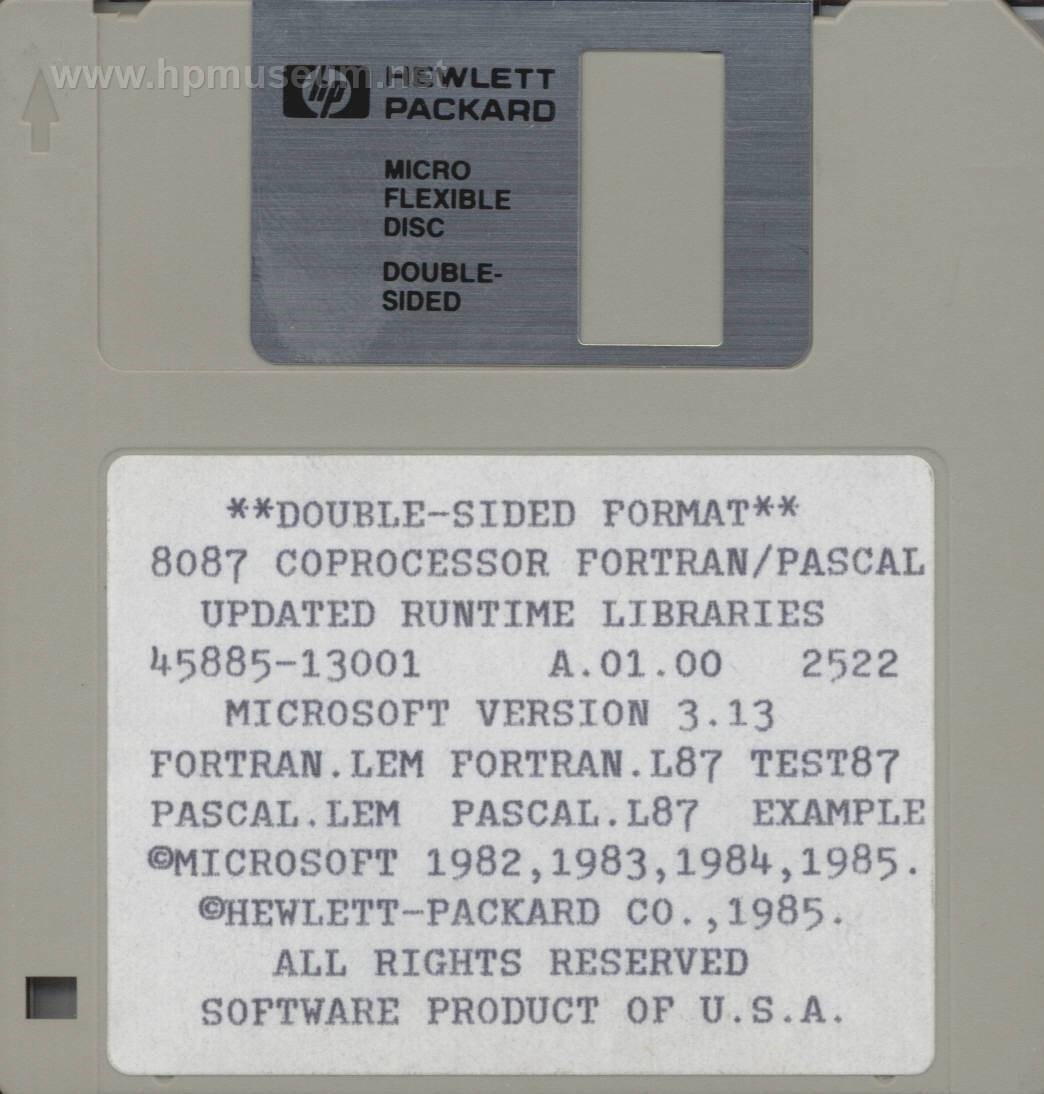 www.hpmuseum.net
hp HEWLETT
PACKARD
MICRO
FLEXIBLE
DISC
DOUBLE-
SIDED
**DOUBLE-SIDED FORMAT**
8087 COPROCESSOR FORTRAN/PASCAL
UPDATED RUNTIME LIBRARIES
45885-13001 A.01.00 2522
MICROSOFT VERSION 3.13
FORTRAN.LEM FORTRAN.L87 TEST87
PASCAL.LEM PASCAL.L87 EXAMPLE
©MICROSOFT 1982,1983,1984,1985.
©HEWLETT-PACKARD CO.,1985.
ALL RIGHTS RESERVED
SOFTWARE PRODUCT OF U.S.A.